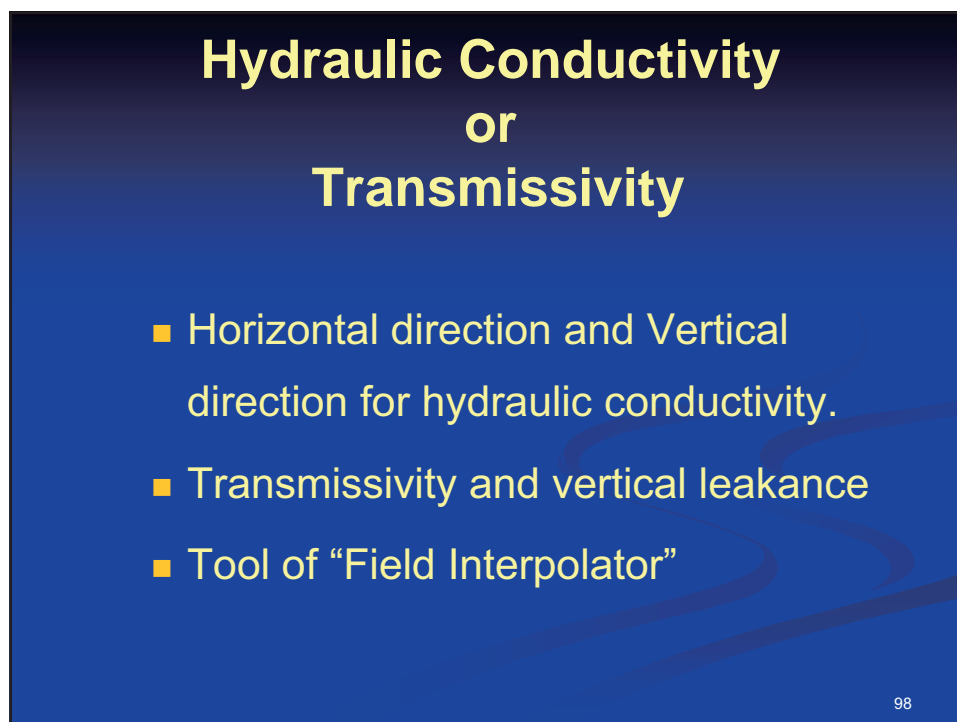 Hydraulic Conductivity
or
Transmissivity
Horizontal direction and Vertical
direction for hydraulic conductivity.
Transmissivity and vertical leakance
Tool of “Field Interpolator”
98